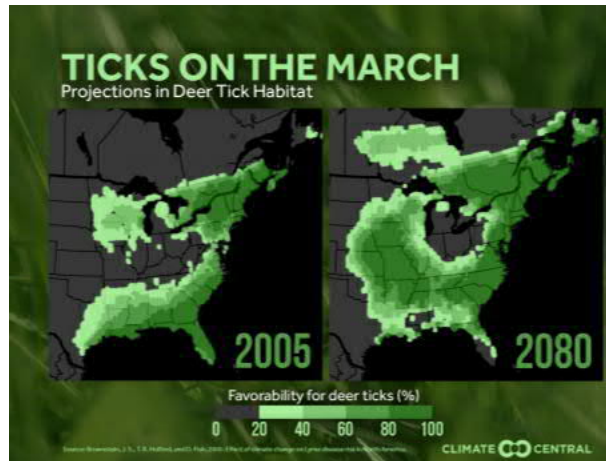 TICKS ON THE MARCH
Projections in Deer Tick Habitat
2005
2080
Favorability for deer ticks (%)
0 20 40 60 80 100
CLIMATE CENTRAL